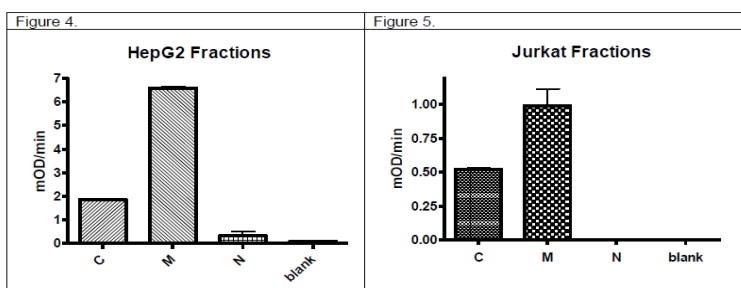 Figure 4.
HepG2 Fractions
mOD/min
7
6
5
4
3
2
1
0
C
M
N
blank
Figure 5.
Jurkat Fractions
mOD/min
1.00
0.75
0.50
0.25
0.00
C
M
N
blank